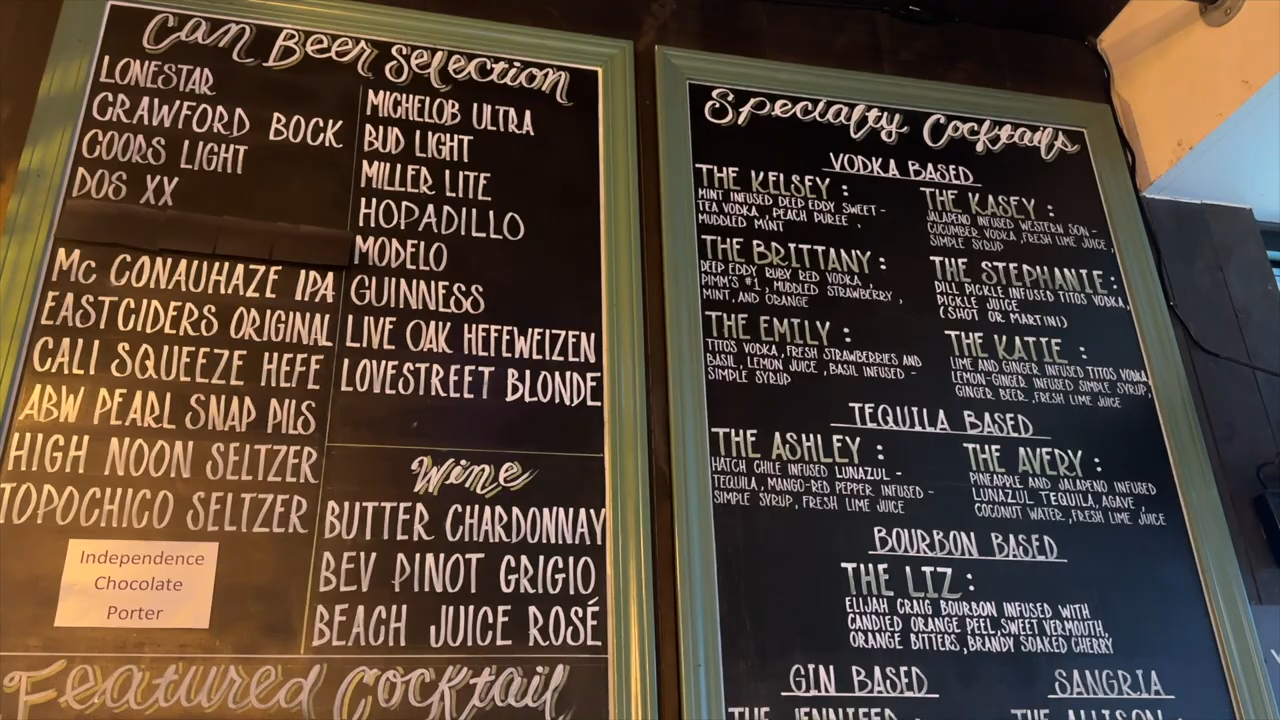 Can Beer Selection
LONESTAR
CRAWFORD BOCK
COORS LIGHT
DOS XX
Mc CONAUHAZE IPA
EASTCIDERS ORIGINAL
CALI SQUEEZE HEFE
ABW PEARL SNAP PILS
HIGH NOON SELTZER
TOPOCHICO SELTZER
Independence
Chocolate
Porter
MICHELOB ULTRA
BUD LIGHT
MILLER LITE
HOPADILLO
MODELO
GUINNESS
LIVE OAK HEFEWEIZEN
LOVESTREET BLONDE
Wine
BUTTER CHARDONNAY
BEV PINOT GRIGIO
BEACH JUICE ROSÉ
Featured Cocktail
Specialty Cocktails
VODKA BASED
THE KELSEY :
MINT INFUSED DEEP EDDY SWEET-
TEA VODKA, PEACH PUREE,
MUDDLED MINT
THE BRITTANY :
DEEP EDDY RUBY RED VODKA,
PIMM'S #1, MUDDLED STRAWBERRY,
MINT, AND ORANGE
THE EMILY :
TITO'S VODKA, FRESH STRAWBERRIES AND
BASIL, LEMON JUICE, BASIL INFUSED-
SIMPLE SYRUP
THE KASEY :
JALAPENO INFUSED WESTERN SON-
CUCUMBER VODKA, FRESH LIME JUICE,
SIMPLE SYRUP
THE STEPHANIE :
DILL PICKLE INFUSED TITOS VODKA,
PICKLE JUICE
(SHOT OR MARTINI)
THE KATIE :
LIME AND GINGER INFUSED TITOS VODKA
LEMON-GINGER INFUSED SIMPLE SYRUP,
GINGER BEER, FRESH LIME JUICE
TEQUILA BASED
THE ASHLEY :
HATCH CHILE INFUSED LUNAZUL-
TEQUILA, MANGO-RED PEPPER INFUSED-
SIMPLE SYRUP, FRESH LIME JUICE
THE AVERY :
PINEAPPLE AND JALAPENO INFUSED
LUNAZUL TEQUILA, AGAVE,
COCONUT WATER, FRESH LIME JUICE
BOURBON BASED
THE LIZ :
ELIJAH CRAIG BOURBON INFUSED WITH
CANDIED ORANGE PEEL, SWEET VERMOUTH,
ORANGE BITTERS, BRANDY SOAKED CHERRY
GIN BASED
THE JENNIFER :
SANGRIA
THE ALLISON :